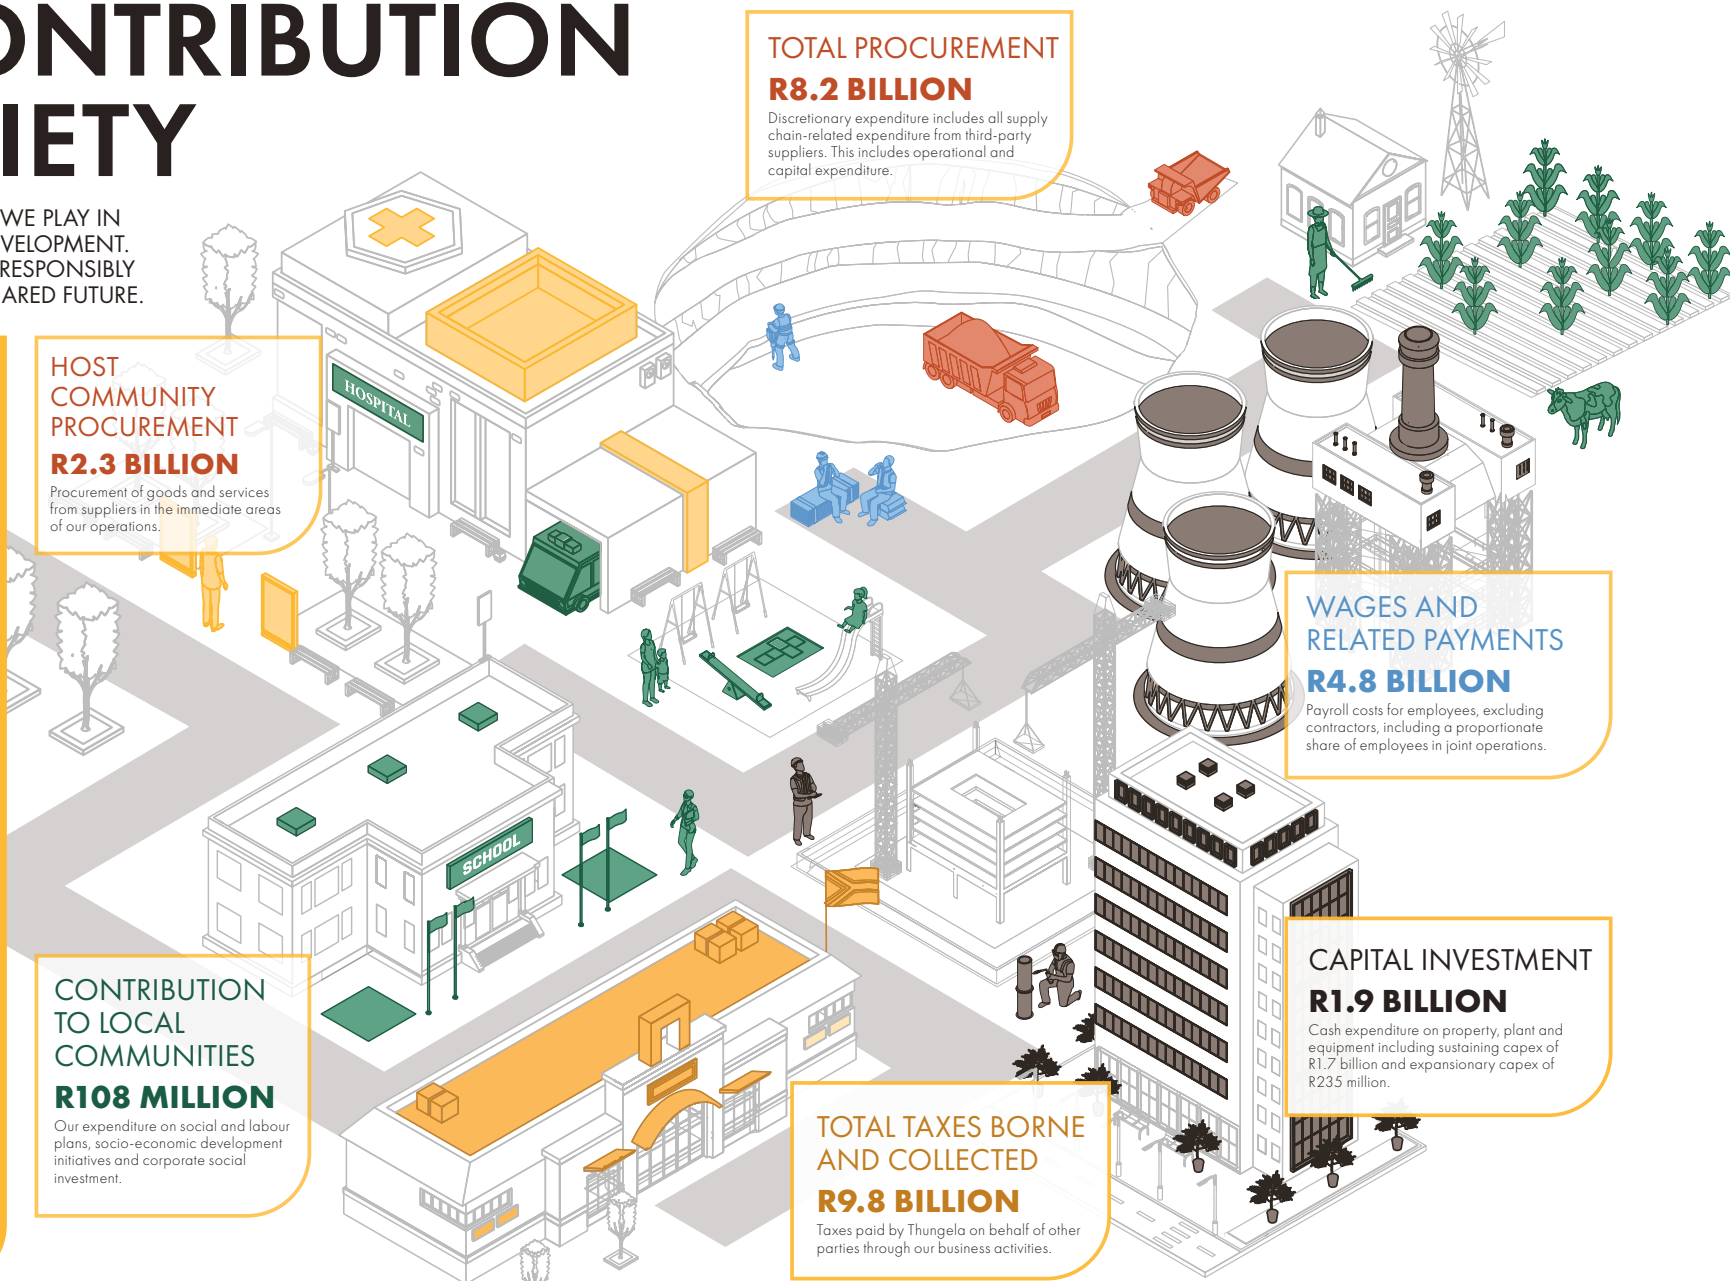 ONTRIBUTION
IETY
WE PLAY IN
VELOPMENT.
RESPONSIBLY
ARED FUTURE.
TOTAL PROCUREMENT
R8.2 BILLION
Discretionary expenditure includes all supply
chain-related expenditure from third-party
suppliers. This includes operational and
capital expenditure.
HOST
COMMUNITY
PROCUREMENT
R2.3 BILLION
Procurement of goods and services
from suppliers in the immediate areas
of our operations.
HOSPITAL
WAGES AND
RELATED PAYMENTS
R4.8 BILLION
Payroll costs for employees, excluding
contractors, including a proportionate
share of employees in joint operations.
SCHOOL
CONTRIBUTION
TO LOCAL
COMMUNITIES
R108 MILLION
Our expenditure on social and labour
plans, socio-economic development
initiatives and corporate social
investment.
CAPITAL INVESTMENT
R1.9 BILLION
Cash expenditure on property, plant and
equipment including sustaining capex of
R1.7 billion and expansionary capex of
R235 million.
TOTAL TAXES BORNE
AND COLLECTED
R9.8 BILLION
Taxes paid by Thungela on behalf of other
parties through our business activities.